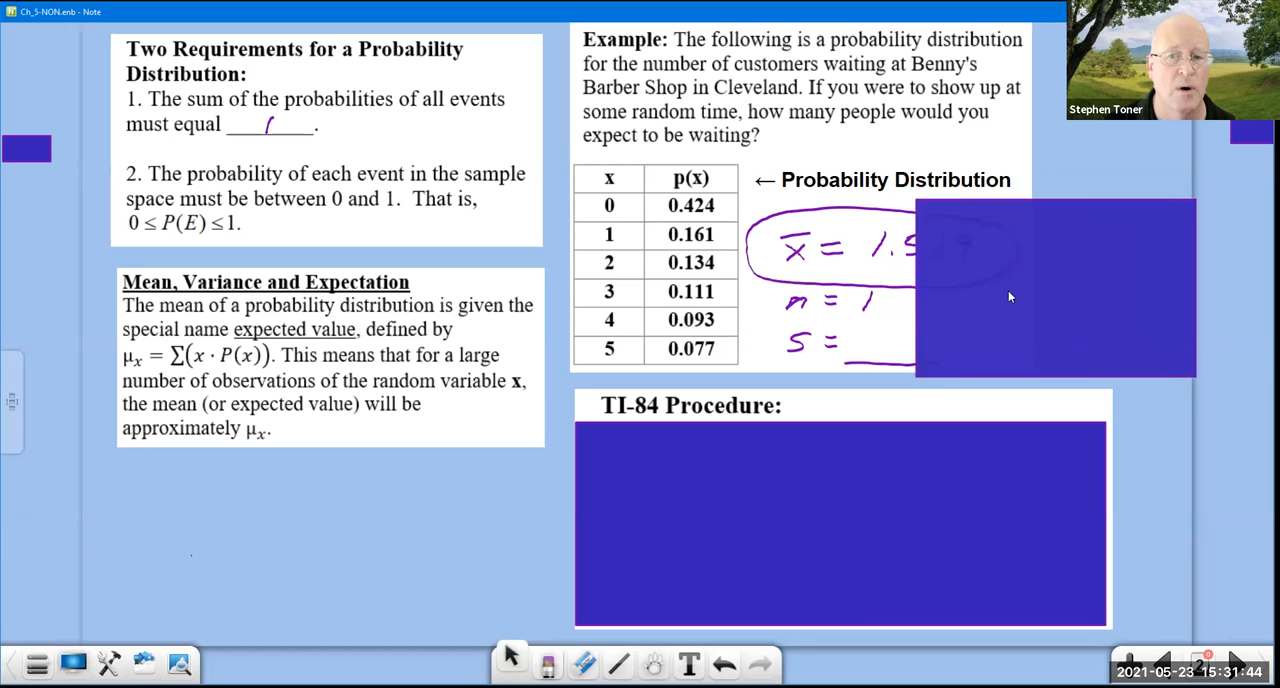 Ch_5-NON.enb - Note
Two Requirements for a Probability
Distribution:
1. The sum of the probabilities of all events
must equal ___1___.
2. The probability of each event in the sample
space must be between 0 and 1. That is,
0 ≤ P(E) ≤ 1.
Mean, Variance and Expectation
The mean of a probability distribution is given the
special name expected value, defined by
μₓ = Σ(x · P(x)). This means that for a large
number of observations of the random variable x,
the mean (or expected value) will be
approximately μₓ.
Example: The following is a probability distribution
for the number of customers waiting at Benny's
Barber Shop in Cleveland. If you were to show up at
some random time, how many people would you
expect to be waiting?
x p(x)
0 0.424
1 0.161
2 0.134
3 0.111
4 0.093
5 0.077
← Probability Distribution
x̄ = 1.5
n = 1
S = ____
TI-84 Procedure:
Stephen Toner
T
2
0
2021-05-23 15:31:44